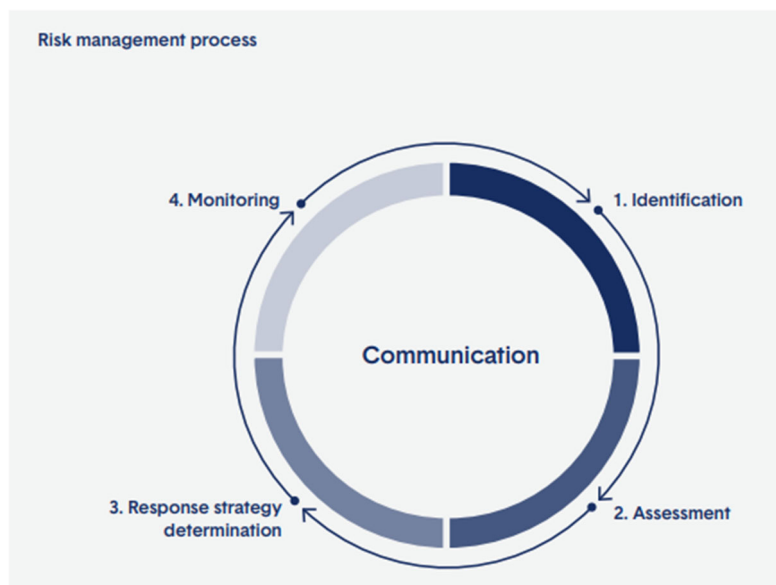 Risk management process
4. Monitoring
1. Identification
Communication
3. Response strategy
determination
2. Assessment